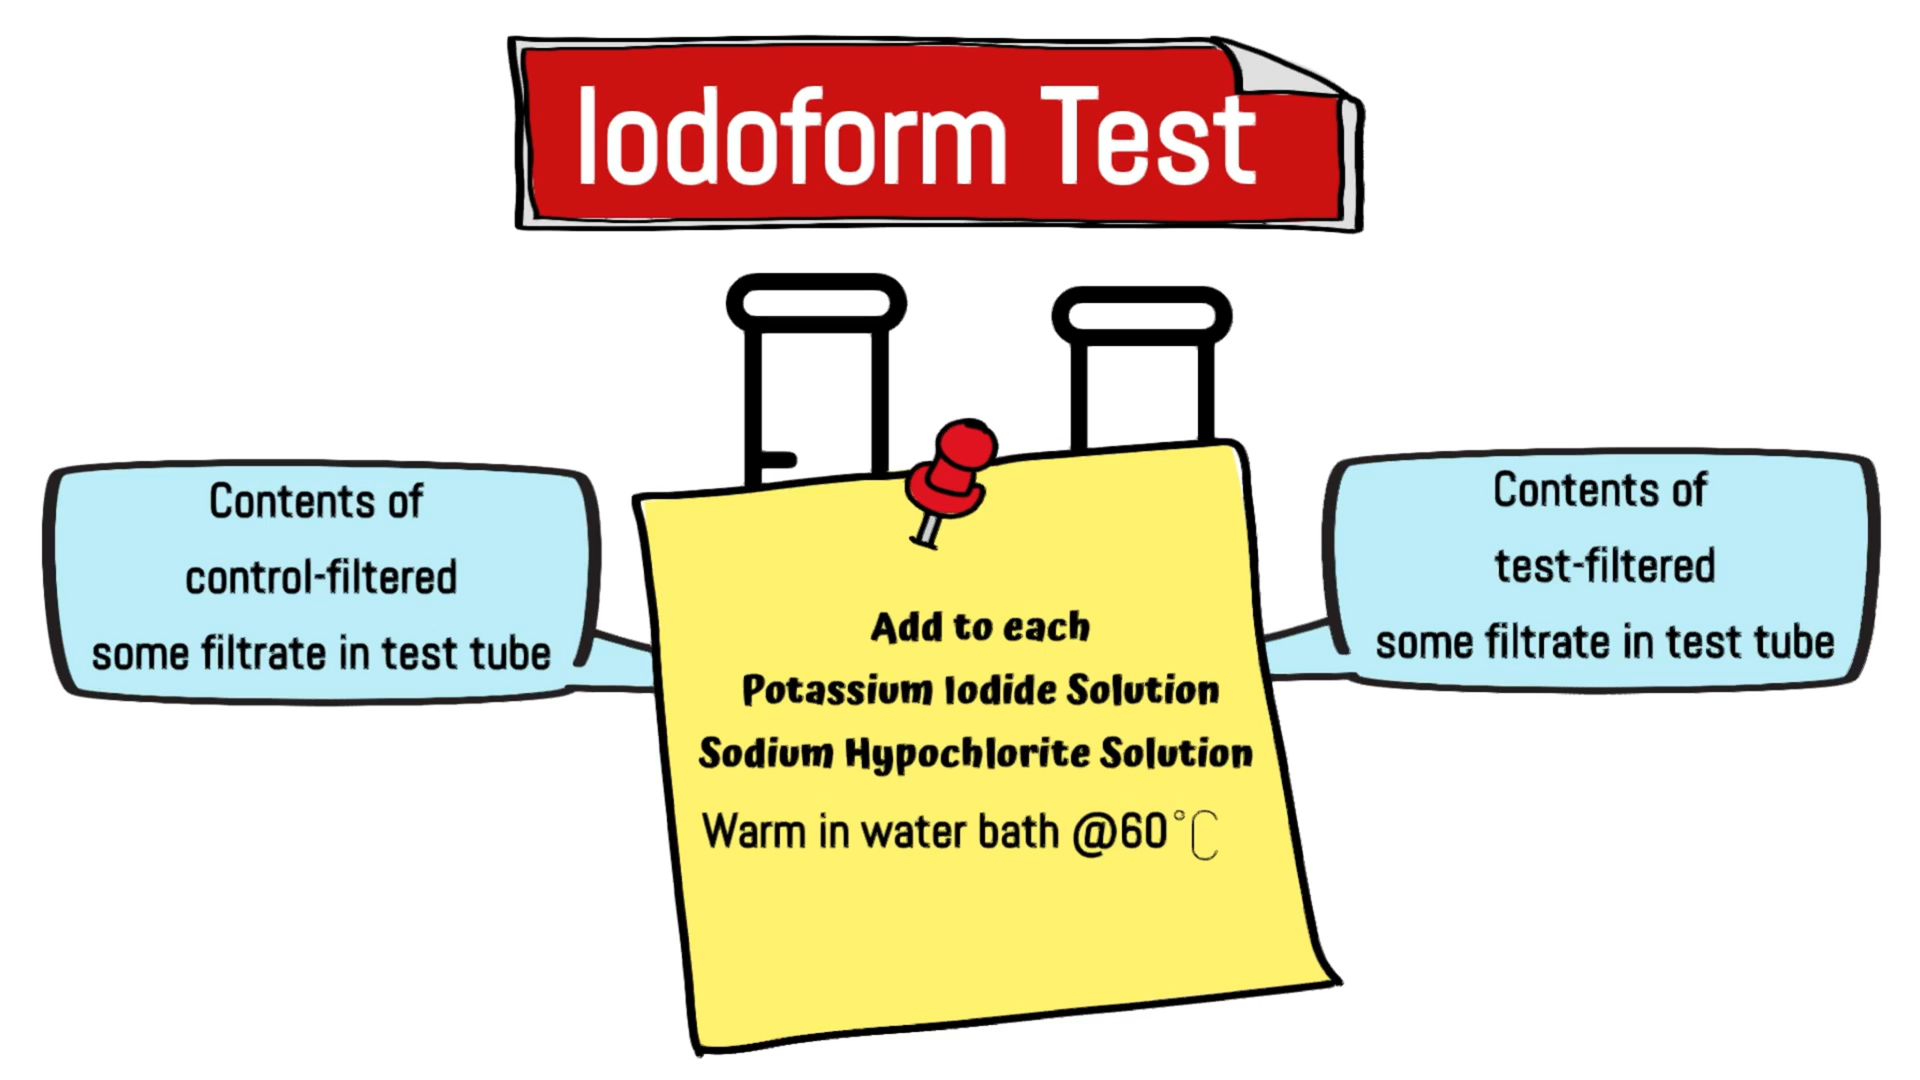 Iodoform Test
Contents of
control-filtered
some filtrate in test tube
Add to each
Potassium Iodide Solution
Sodium Hypochlorite Solution
Warm in water bath @60°C
Contents of
test-filtered
some filtrate in test tube